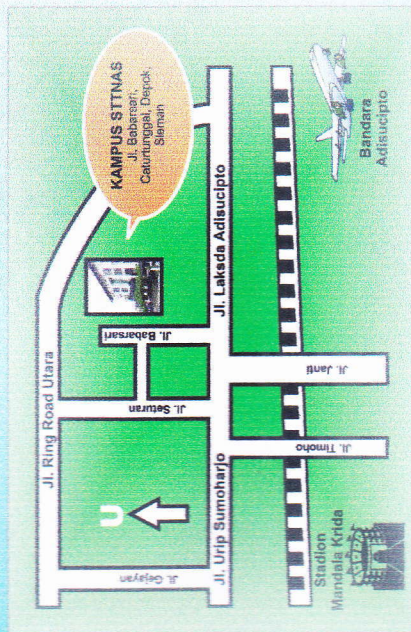 Jl. Ring Road Utara
KAMPUS STTNAS
Jl. Babarsari,
Caturtunggal, Depok,
Sleman
U
Jl. Gejayan
Jl. Seturan
Jl. Babarsari
Jl. Urip Sumoharjo
Jl. Laksda Adisucipto
Jl. Timoho
Jl. Janti
Stadion
Mandala Krida
Bandara
Adisucipto